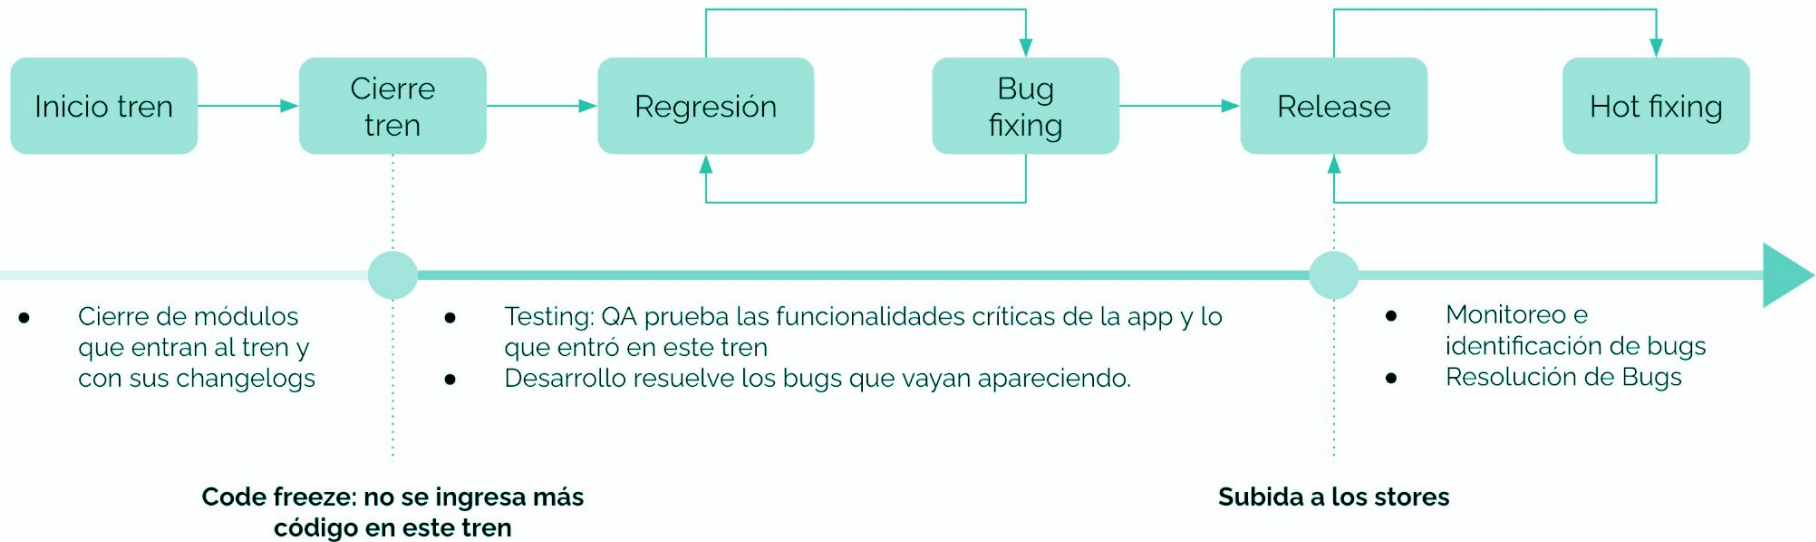 Inicio tren
Cierre
tren
Regresión
Bug
fixing
Release
Hot fixing
● Cierre de módulos
que entran al tren y
con sus changelogs
● Testing: QA prueba las funcionalidades críticas de la app y lo
que entró en este tren
● Desarrollo resuelve los bugs que vayan apareciendo.
● Monitoreo e
identificación de bugs
● Resolución de Bugs
Code freeze: no se ingresa más
código en este tren
Subida a los stores